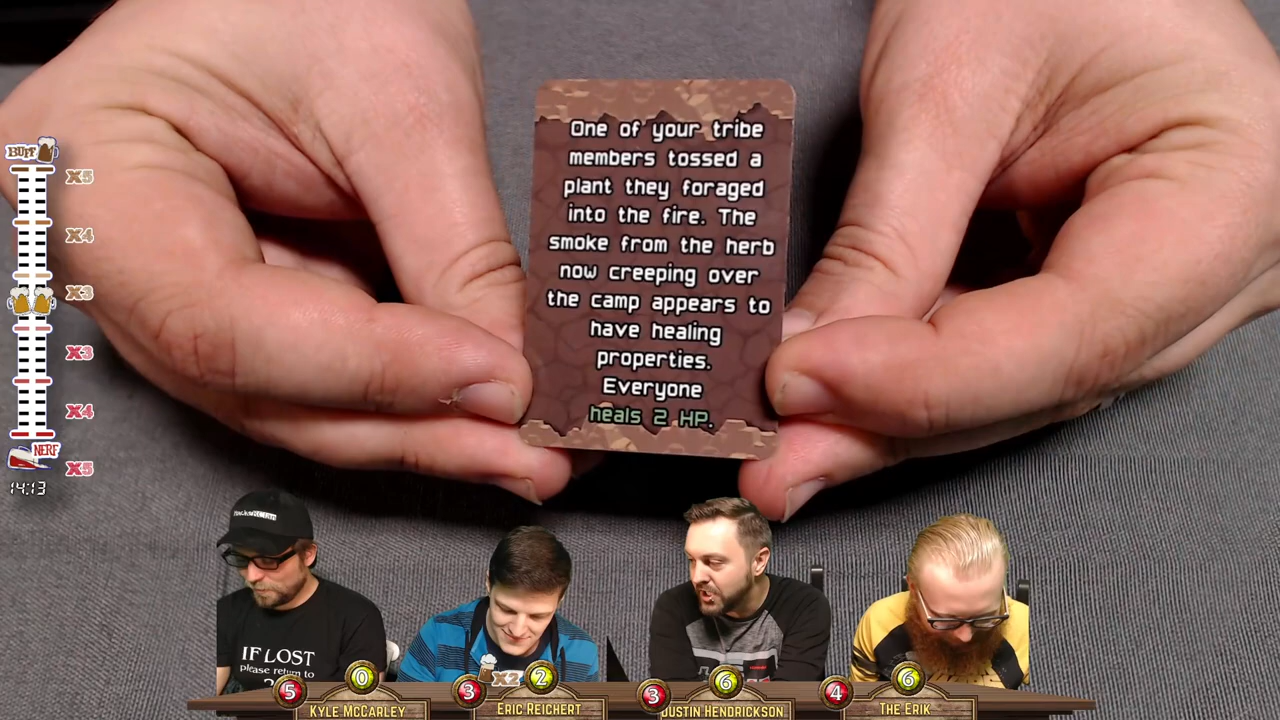 One of your tribe
members tossed a
plant they foraged
into the fire. The
smoke from the herb
now creeping over
the camp appears to
have healing
properties.
Everyone
heals 2 HP.
BUFF
X5
X4
X3
X3
X4
NERF
X5
14:13
IF LOST
please return to
5
0
KYLE MCCARLEY
3
X2
2
ERIC REICHERT
3
6
DUSTIN HENDRICKSON
4
6
THE ERIK